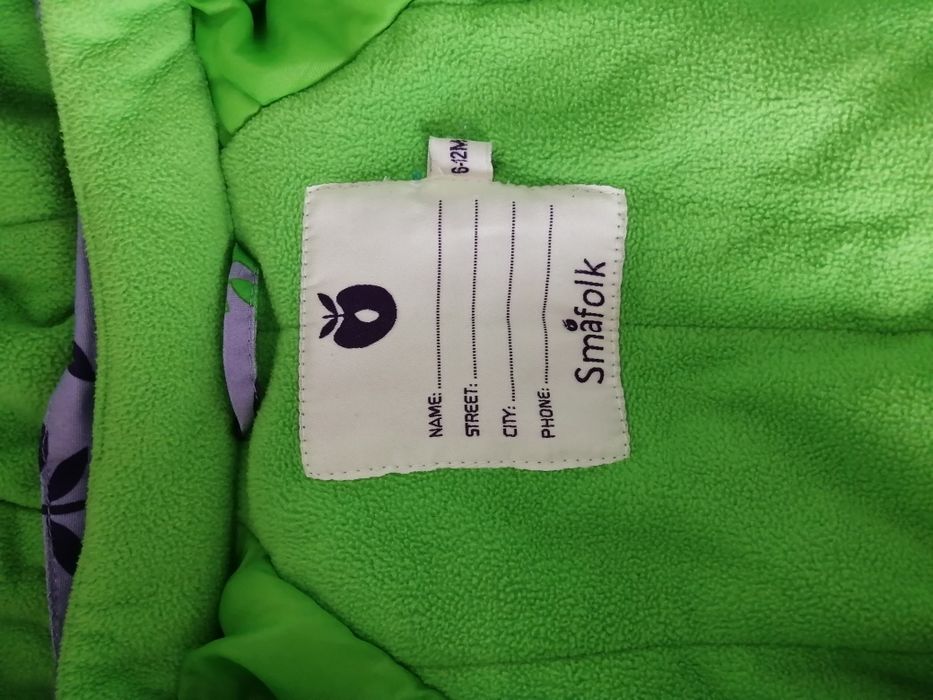 6-12M
NAME:
STREET:
CITY:
PHONE:
Småfolk